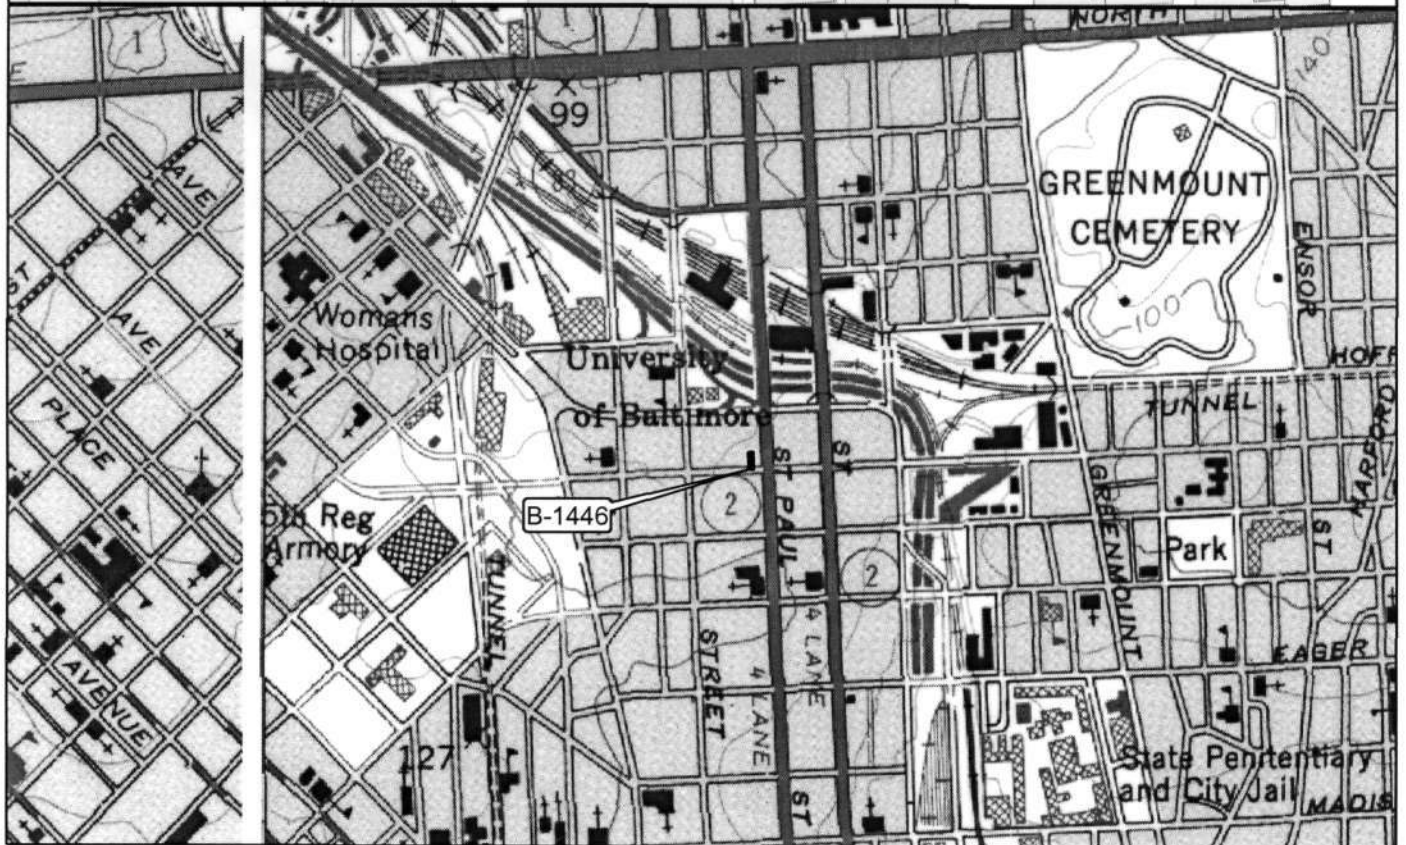 NORTH
1
1
E
99
140
AVE
GREENMOUNT
CEMETERY
ENSOR
ST
AVE
Womans
Hospital
100
University
HOFF
of Baltimore
TUNNEL
PLACE
HARFORD
ST PAUL
ST
GREENMOUNT
B-1446
2
5th Reg
Armory
Park
ST
2
TUNNEL
4 LANE
STREET
4 LANE
EAGER
AVENUE
127
State Penitentiary
and City Jail
MADIS
ST